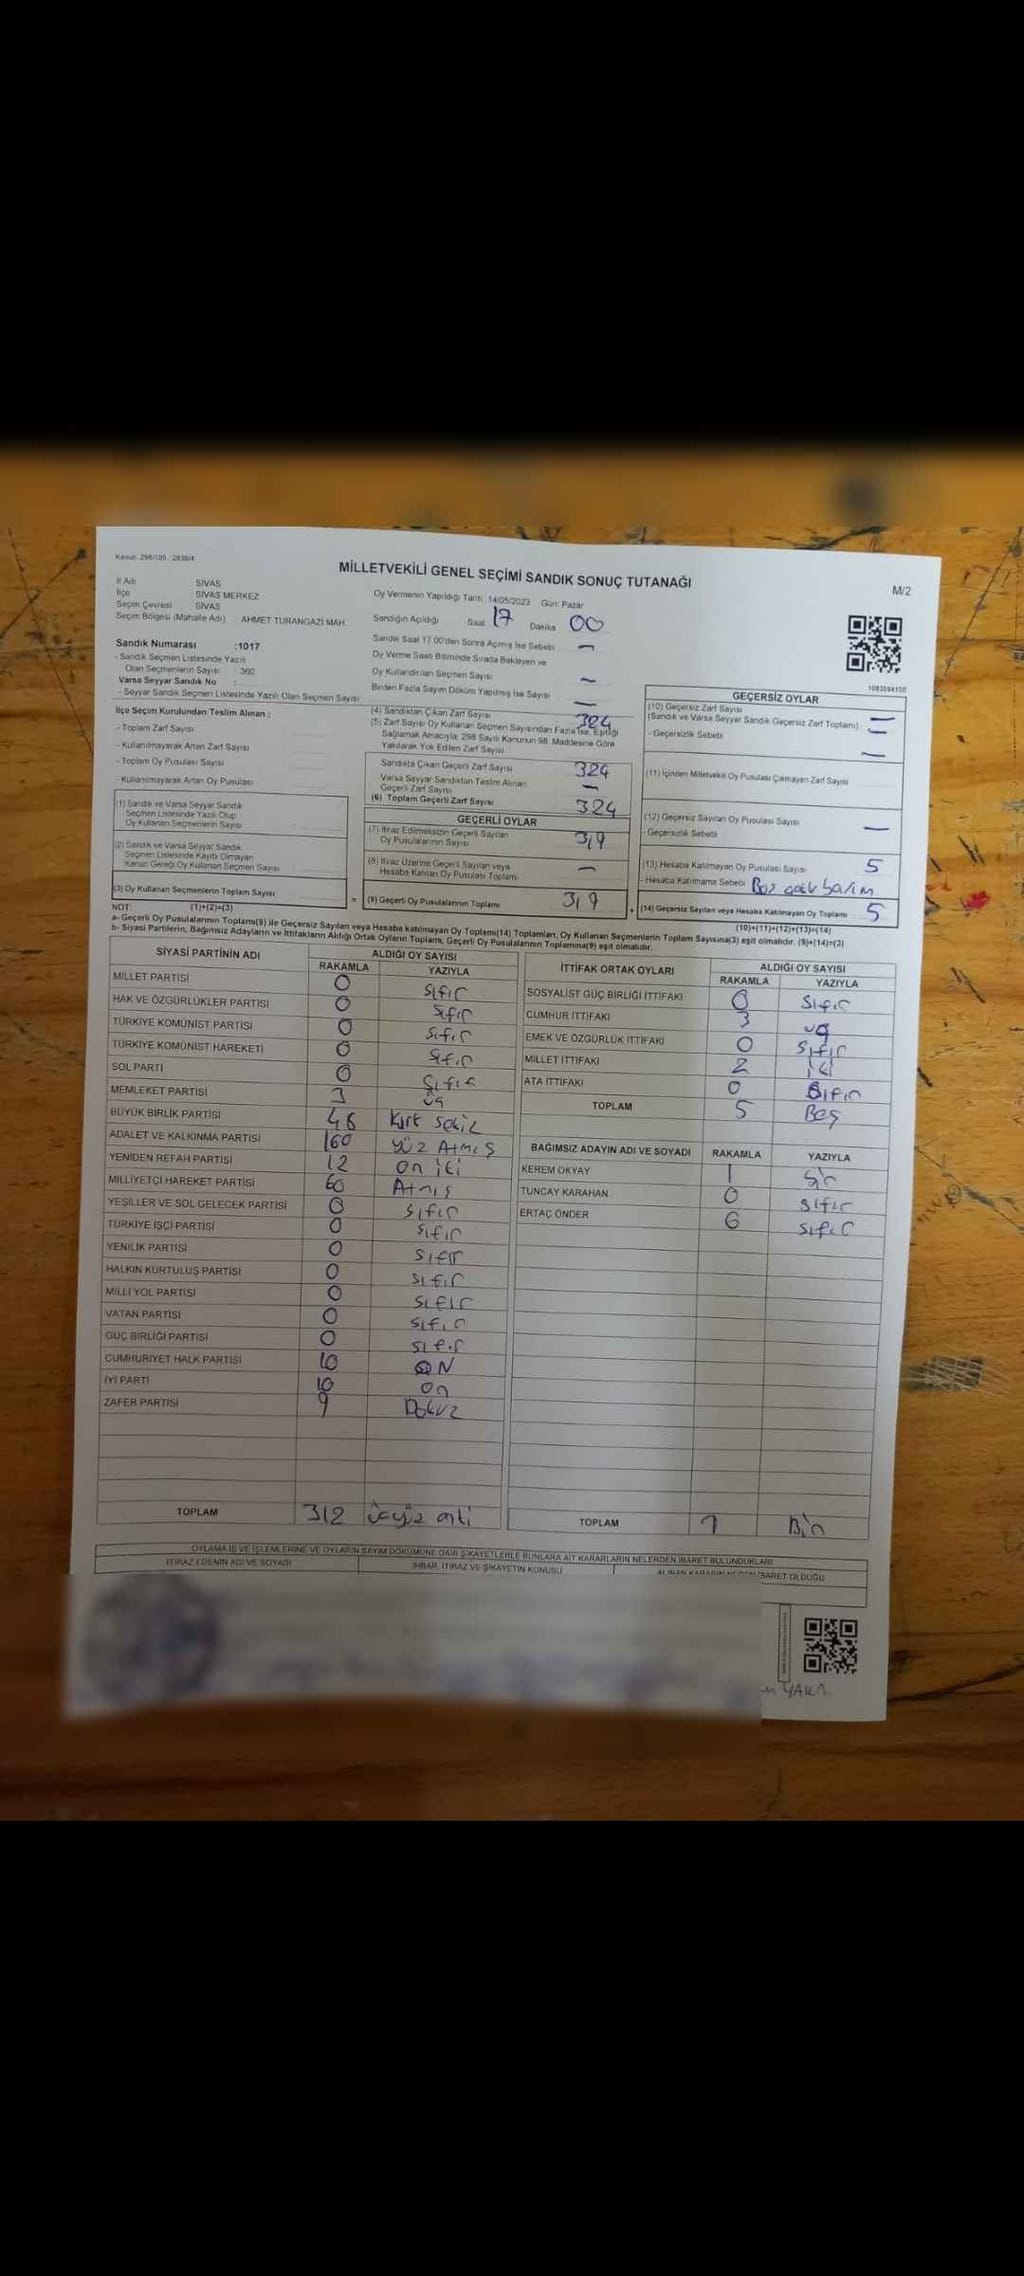 Kanun: 298/105, 2839/4
MİLLETVEKİLİ GENEL SEÇİMİ SANDIK SONUÇ TUTANAĞI
M/2
İl Adı SİVAS
İlçe SİVAS MERKEZ
Seçim Çevresi SİVAS
Seçim Bölgesi (Mahalle Adı) AHMET TURANGAZİ MAH.
Oy Vermenin Yapıldığı Tarih: 14/05/2023 Gün: Pazar
Sandığın Açıldığı Saat 17 Dakika 00
Sandık Saat 17.00'den Sonra Açılmış İse Sebebi -
Oy Verme Saati Bitiminde Sırada Bekleyen ve
Oy Kullandırılan Seçmen Sayısı -
Birden Fazla Sayım Döküm Yapılmış İse Sayısı -
Sandık Numarası :1017
- Sandık Seçmen Listesinde Yazılı
Olan Seçmenlerin Sayısı : 360
Varsa Seyyar Sandık No :
- Seyyar Sandık Seçmen Listesinde Yazılı Olan Seçmen Sayısı
İlçe Seçim Kurulundan Teslim Alınan :
- Toplam Zarf Sayısı
- Kullanılmayarak Artan Zarf Sayısı
- Toplam Oy Pusulası Sayısı
- Kullanılmayarak Artan Oy Pusulası
(1) Sandık ve Varsa Seyyar Sandık
Seçmen Listesinde Yazılı Olup
Oy Kullanan Seçmenlerin Sayısı
(2) Sandık ve Varsa Seyyar Sandık
Seçmen Listesinde Kayıtlı Olmayan
Kanun Gereği Oy Kullanan Seçmen Sayısı
(3) Oy Kullanan Seçmenlerin Toplam Sayısı
(4) Sandıktan Çıkan Zarf Sayısı 324
(5) Zarf Sayısı Oy Kullanan Seçmen Sayısından Fazla İse, Eşitliği
Sağlamak Amacıyla, 298 Sayılı Kanunun 98. Maddesine Göre
Yakılarak Yok Edilen Zarf Sayısı
Sandıkta Çıkan Geçerli Zarf Sayısı 324
Varsa Seyyar Sandıktan Teslim Alınan
Geçerli Zarf Sayısı -
(6) Toplam Geçerli Zarf Sayısı 324
GEÇERLİ OYLAR
(7) İtiraz Edilmeksizin Geçerli Sayılan
Oy Pusulalarının Sayısı 319
(8) İtiraz Üzerine Geçerli Sayılan veya
Hesaba Katılan Oy Pusulası Toplamı -
= (9) Geçerli Oy Pusulalarının Toplamı 319 +
1083594150
GEÇERSİZ OYLAR
(10) Geçersiz Zarf Sayısı -
(Sandık ve Varsa Seyyar Sandık Geçersiz Zarf Toplamı) -
- Geçersizlik Sebebi -
(11) İçinden Milletvekili Oy Pusulası Çıkmayan Zarf Sayısı
(12) Geçersiz Sayılan Oy Pusulası Sayısı -
- Geçersizlik Sebebi
(13) Hesaba Katılmayan Oy Pusulası Sayısı 5
- Hesaba Katılmama Sebebi
(14) Geçersiz Sayılan veya Hesaba Katılmayan Oy Toplamı 5
NOT: (1)+(2)=(3)
(10)+(11)+(12)+(13)=(14)
a- Geçerli Oy Pusulalarının Toplamı(9) ile Geçersiz Sayılan veya Hesaba katılmayan Oy Toplamı(14) Toplamları, Oy Kullanan Seçmenlerin Toplam Sayısına(3) eşit olmalıdır. (9)+(14)=(3)
b- Siyasi Partilerin, Bağımsız Adayların ve İttifakların Aldığı Ortak Oyların Toplamı, Geçerli Oy Pusulalarının Toplamına(9) eşit olmalıdır.
SİYASİ PARTİNİN ADI ALDIĞI OY SAYISI
RAKAMLA YAZIYLA
MİLLET PARTİSİ 0 sıfır
HAK VE ÖZGÜRLÜKLER PARTİSİ 0 sıfır
TÜRKİYE KOMÜNİST PARTİSİ 0 sıfır
TÜRKİYE KOMÜNİST HAREKETİ 0 sıfır
SOL PARTİ 0 sıfır
MEMLEKET PARTİSİ 3 üç
BÜYÜK BİRLİK PARTİSİ 48 kırk sekiz
ADALET VE KALKINMA PARTİSİ 160 yüz Atmış
YENİDEN REFAH PARTİSİ 12 on iki
MİLLİYETÇİ HAREKET PARTİSİ 60 Atmış
YEŞİLLER VE SOL GELECEK PARTİSİ 0 sıfır
TÜRKİYE İŞÇİ PARTİSİ 0 sıfır
YENİLİK PARTİSİ 0 sıfır
HALKIN KURTULUŞ PARTİSİ 0 sıfır
MİLLİ YOL PARTİSİ 0 sıfır
VATAN PARTİSİ 0 sıfır
GÜÇ BİRLİĞİ PARTİSİ 0 sıfır
CUMHURİYET HALK PARTİSİ 10 ON
İYİ PARTİ 10 on
ZAFER PARTİSİ 9 Dokuz
TOPLAM 312
İTTİFAK ORTAK OYLARI ALDIĞI OY SAYISI
RAKAMLA YAZIYLA
SOSYALİST GÜÇ BİRLİĞİ İTTİFAKI 0 sıfır
CUMHUR İTTİFAKI 3 üç
EMEK VE ÖZGÜRLÜK İTTİFAKI 0 sıfır
MİLLET İTTİFAKI 2 iki
ATA İTTİFAKI 0 sıfır
TOPLAM 5 Beş
BAĞIMSIZ ADAYIN ADI VE SOYADI RAKAMLA YAZIYLA
KEREM OKYAY 1 bir
TUNCAY KARAHAN 0 sıfır
ERTAÇ ÖNDER 0 sıfır
TOPLAM 1 Bir
OYLAMA İŞ VE İŞLEMLERİNE VE OYLARIN SAYIM DÖKÜMÜNE DAİR ŞİKAYETLERLE BUNLARA AİT KARARLARIN NELERDEN İBARET BULUNDUKLARI
İTİRAZ EDENİN ADI VE SOYADI İHBAR, İTİRAZ VE ŞİKAYETİN KONUSU ALINAN KARARIN NEDEN İBARET OLDUĞU